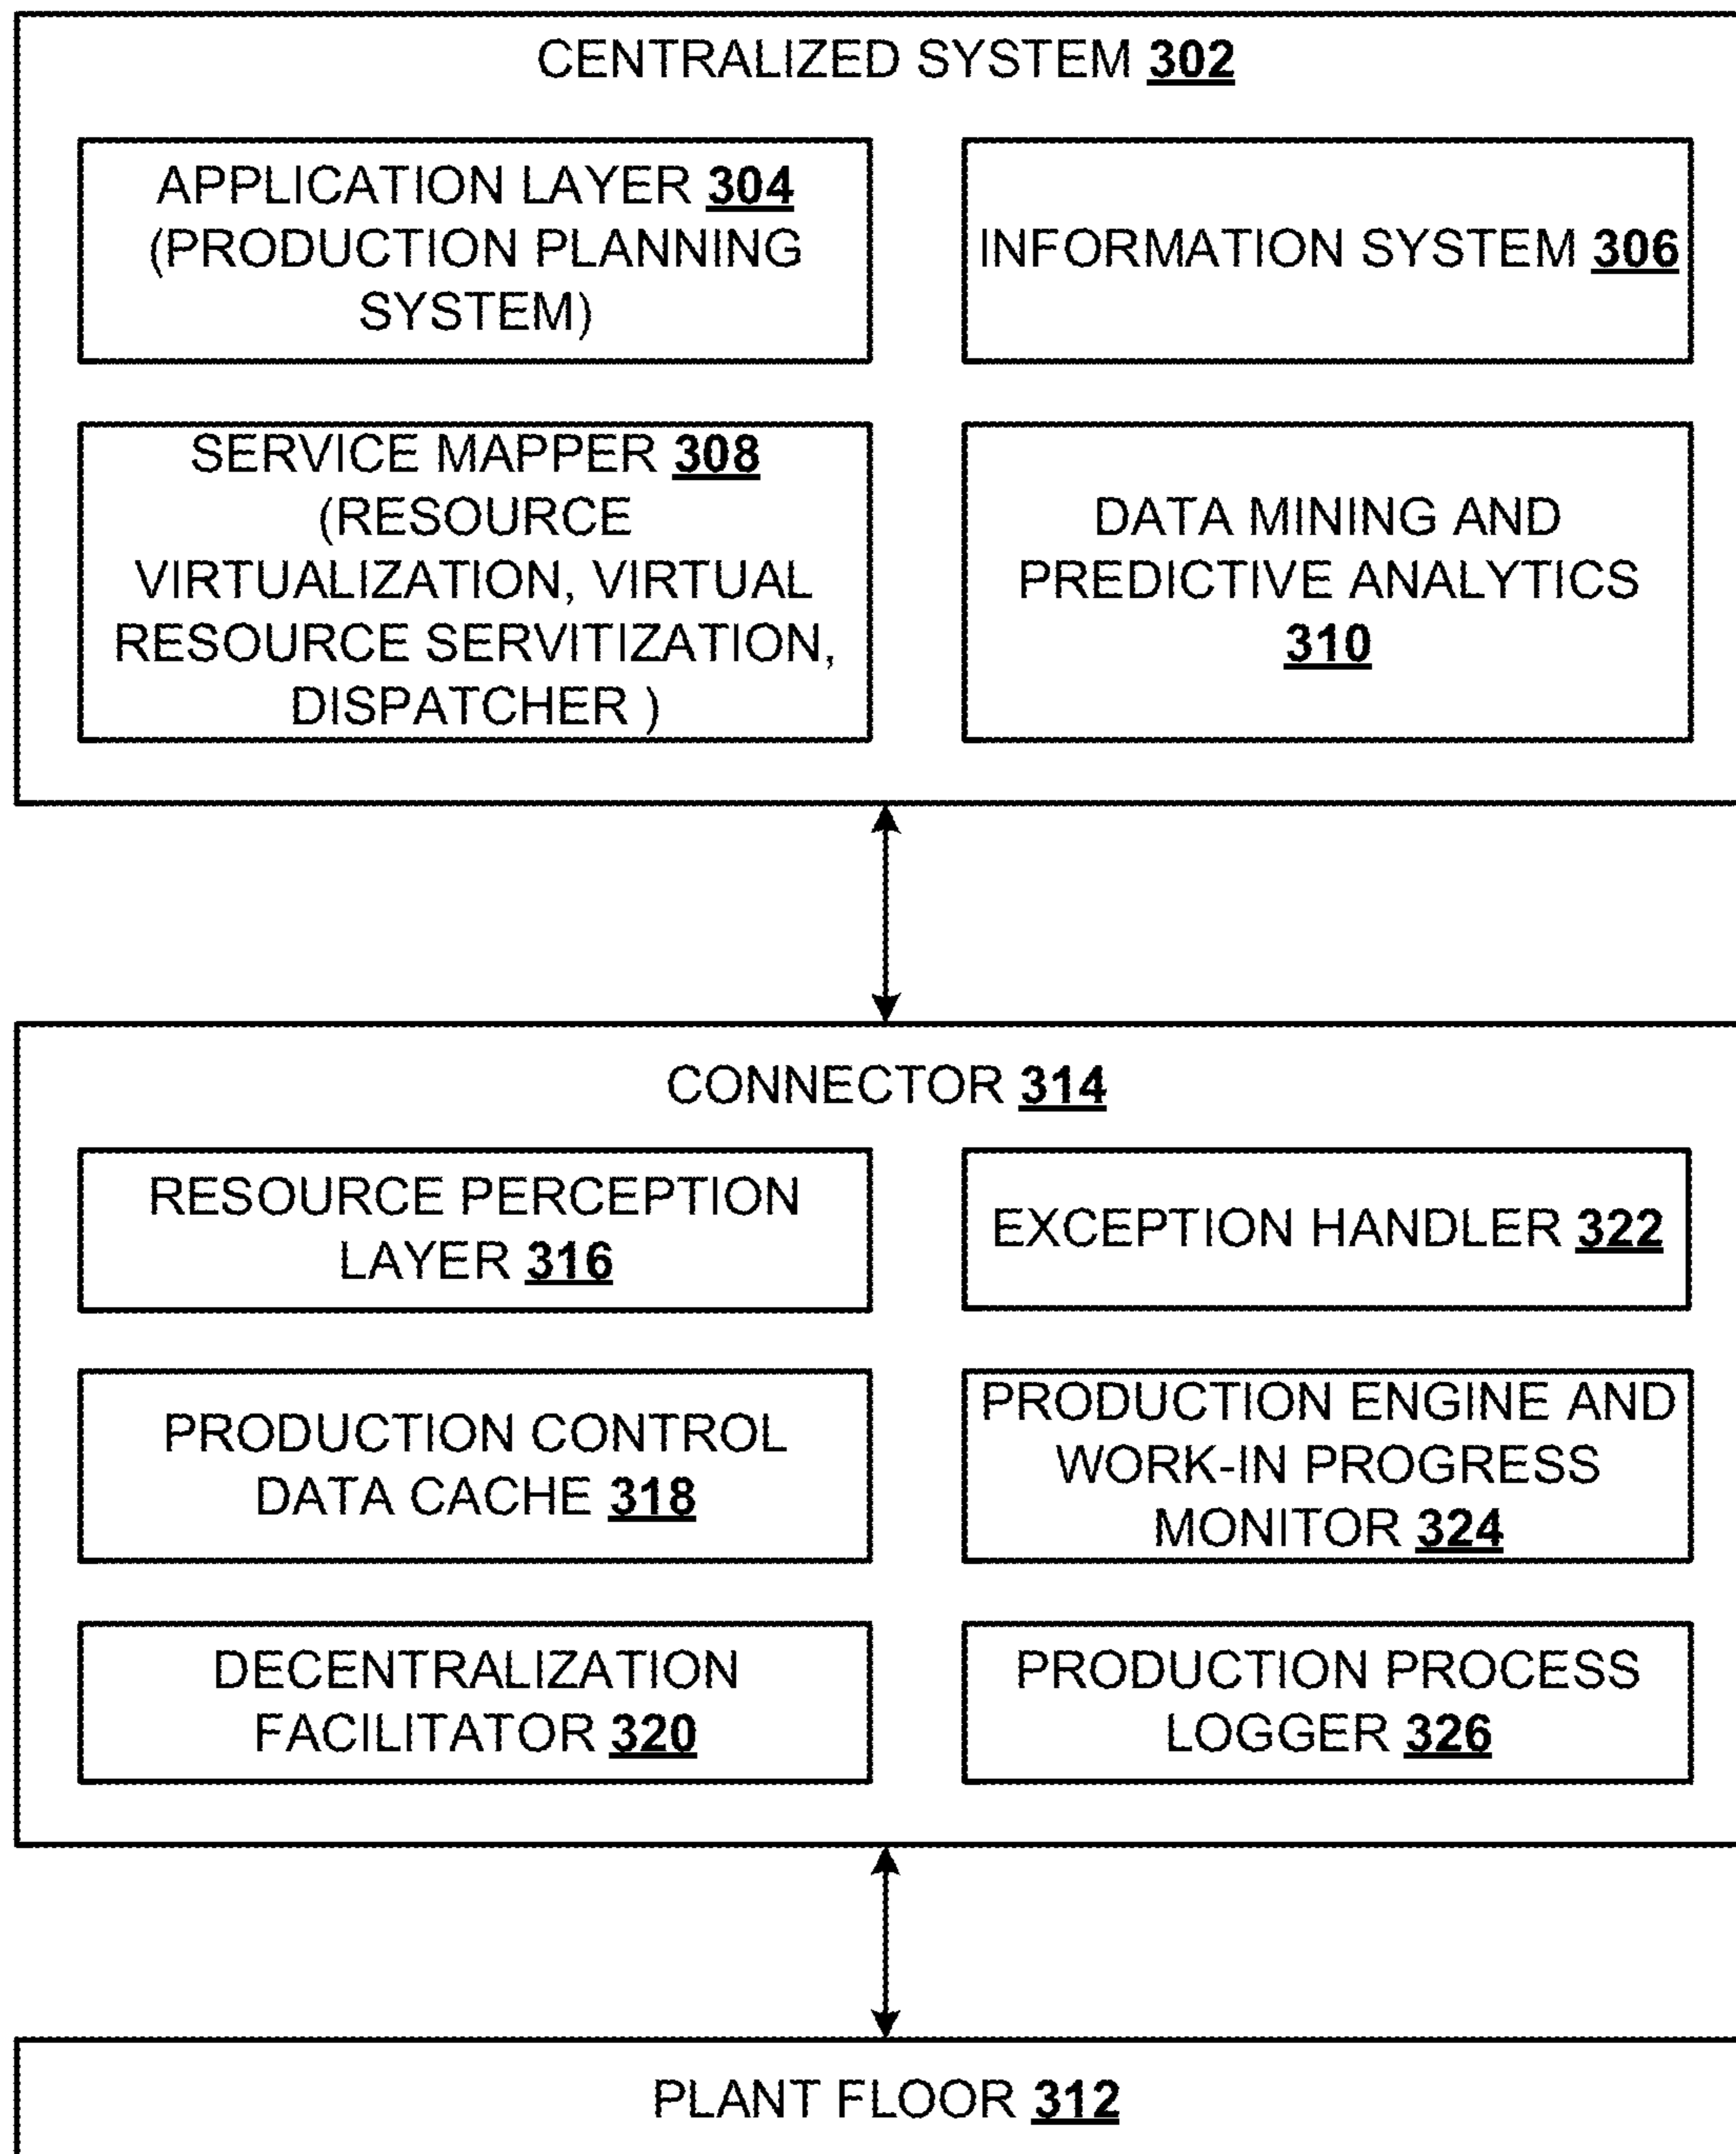 CENTRALIZED SYSTEM 302
APPLICATION LAYER 304
(PRODUCTION PLANNING
SYSTEM)
INFORMATION SYSTEM 306
SERVICE MAPPER 308
(RESOURCE
VIRTUALIZATION, VIRTUAL
RESOURCE SERVITIZATION,
DISPATCHER )
DATA MINING AND
PREDICTIVE ANALYTICS
310
CONNECTOR 314
RESOURCE PERCEPTION
LAYER 316
EXCEPTION HANDLER 322
PRODUCTION CONTROL
DATA CACHE 318
PRODUCTION ENGINE AND
WORK-IN PROGRESS
MONITOR 324
DECENTRALIZATION
FACILITATOR 320
PRODUCTION PROCESS
LOGGER 326
PLANT FLOOR 312